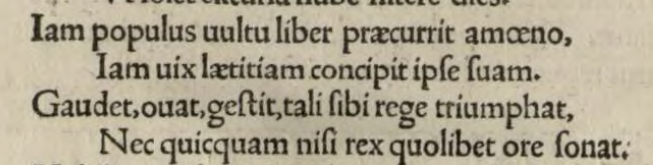 Iam populus uultu liber præcurrit amœno,
Iam uix lætitiam concipit ipſe ſuam.
Gaudet,ouat,geſtit,tali ſibi rege triumphat,
Nec quicquam niſi rex quolibet ore ſonat.